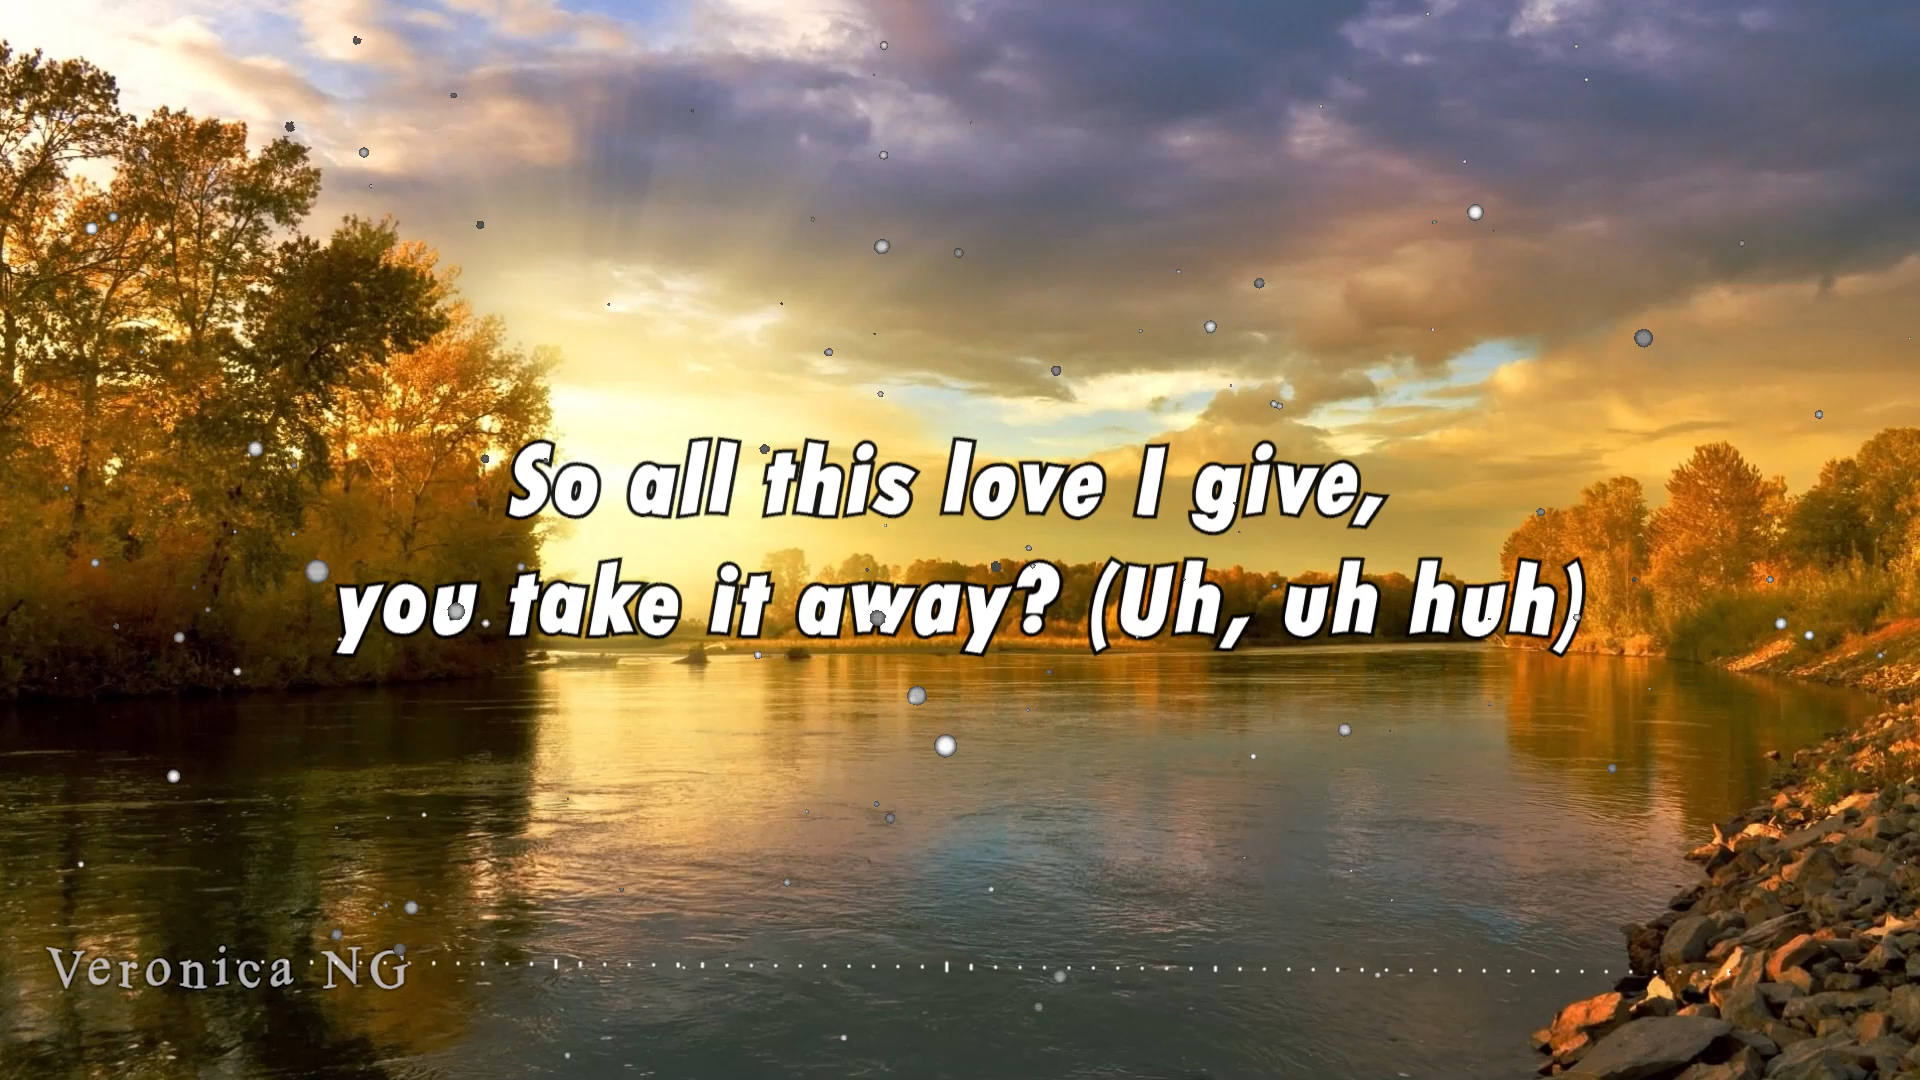 So all this love I give,
you take it away? (Uh, uh huh)
Veronica NG